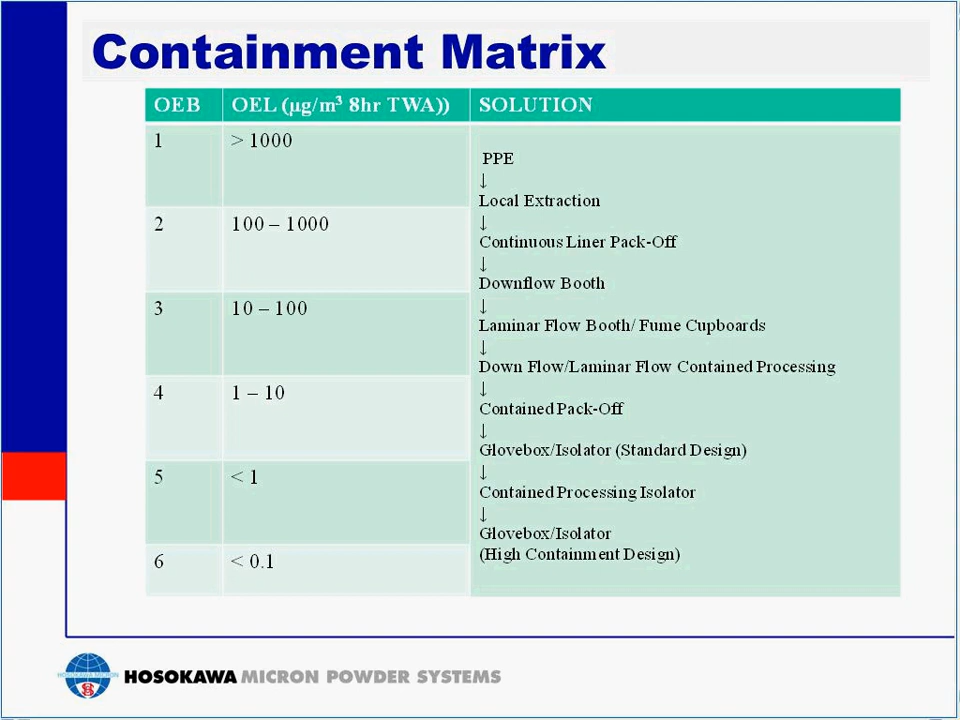 Containment Matrix
OEB OEL (µg/m³ 8hr TWA)) SOLUTION
1 > 1000
2 100 – 1000
3 10 – 100
4 1 – 10
5 < 1
6 < 0.1
PPE
↓
Local Extraction
↓
Continuous Liner Pack-Off
↓
Downflow Booth
↓
Laminar Flow Booth/ Fume Cupboards
↓
Down Flow/Laminar Flow Contained Processing
↓
Contained Pack-Off
↓
Glovebox/Isolator (Standard Design)
↓
Contained Processing Isolator
↓
Glovebox/Isolator
(High Containment Design)
HOSOKAWA MICRON POWDER SYSTEMS